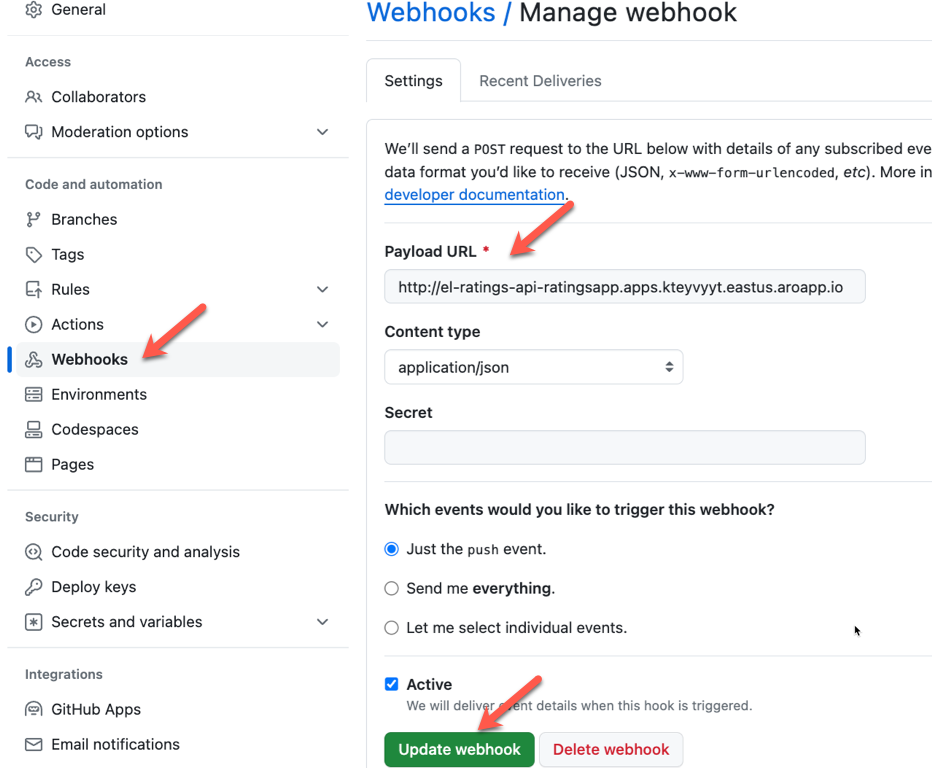 General
Access
Collaborators
Moderation options
Code and automation
Branches
Tags
Rules
Actions
Webhooks
Environments
Codespaces
Pages
Security
Code security and analysis
Deploy keys
Secrets and variables
Integrations
GitHub Apps
Email notifications
Webhooks / Manage webhook
Settings
Recent Deliveries
We'll send a POST request to the URL below with details of any subscribed eve
data format you'd like to receive (JSON, x-www-form-urlencoded, etc). More in
developer documentation.
Payload URL *
http://el-ratings-api-ratingsapp.apps.kteyvyyt.eastus.aroapp.io
Content type
application/json
Secret
Which events would you like to trigger this webhook?
Just the push event.
Send me everything.
Let me select individual events.
Active
We will deliver event details when this hook is triggered.
Update webhook
Delete webhook